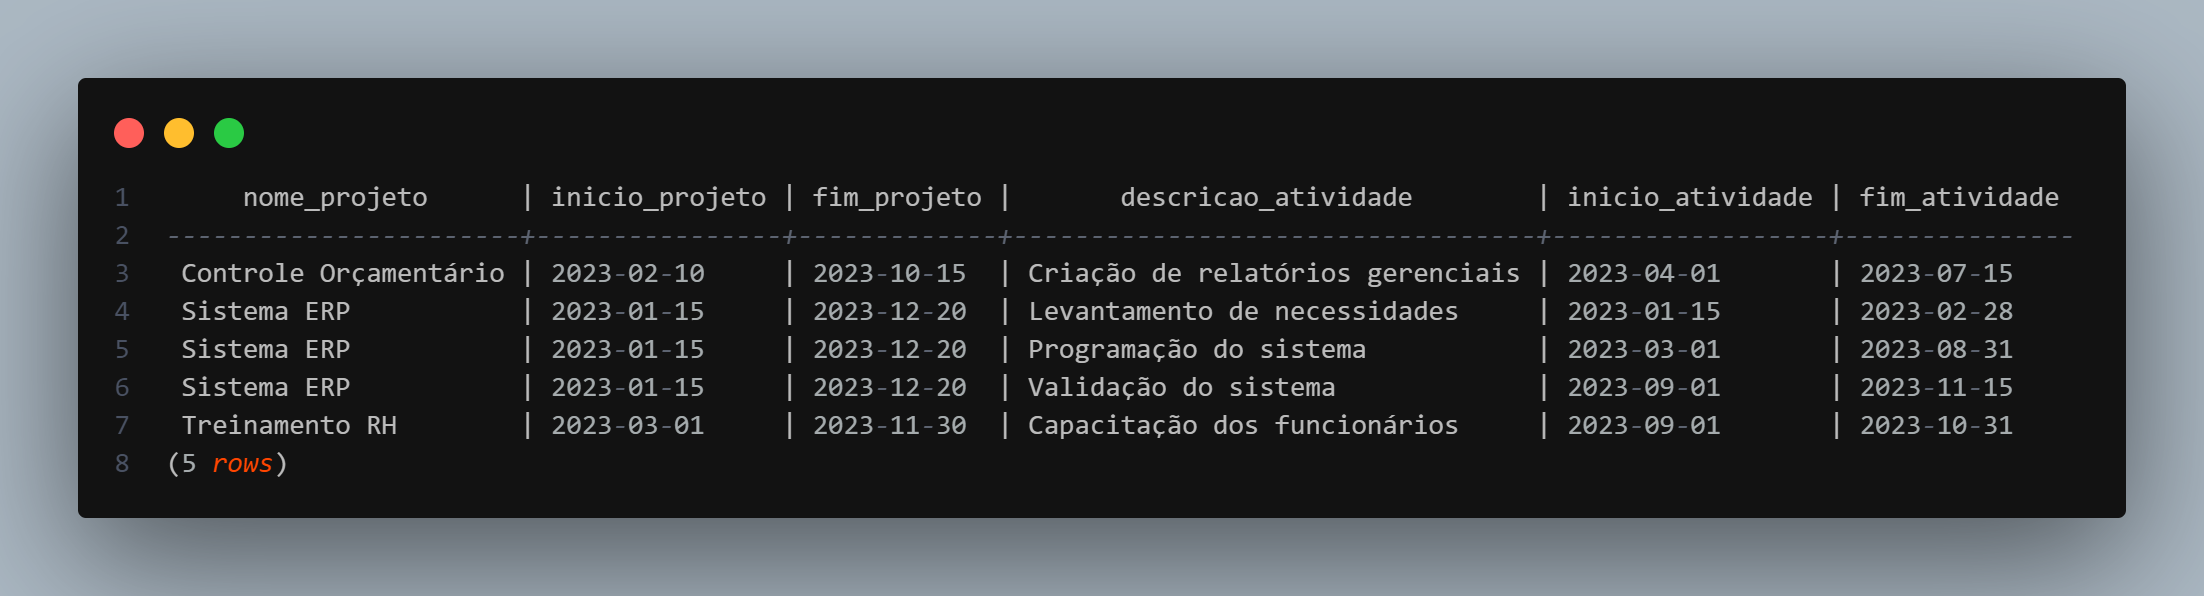 1 nome_projeto | inicio_projeto | fim_projeto | descricao_atividade | inicio_atividade | fim_atividade
2 -----------------------+----------------+-------------+----------------------------------+------------------+---------------
3 Controle Orçamentário | 2023-02-10 | 2023-10-15 | Criação de relatórios gerenciais | 2023-04-01 | 2023-07-15
4 Sistema ERP | 2023-01-15 | 2023-12-20 | Levantamento de necessidades | 2023-01-15 | 2023-02-28
5 Sistema ERP | 2023-01-15 | 2023-12-20 | Programação do sistema | 2023-03-01 | 2023-08-31
6 Sistema ERP | 2023-01-15 | 2023-12-20 | Validação do sistema | 2023-09-01 | 2023-11-15
7 Treinamento RH | 2023-03-01 | 2023-11-30 | Capacitação dos funcionários | 2023-09-01 | 2023-10-31
8 (5 rows)